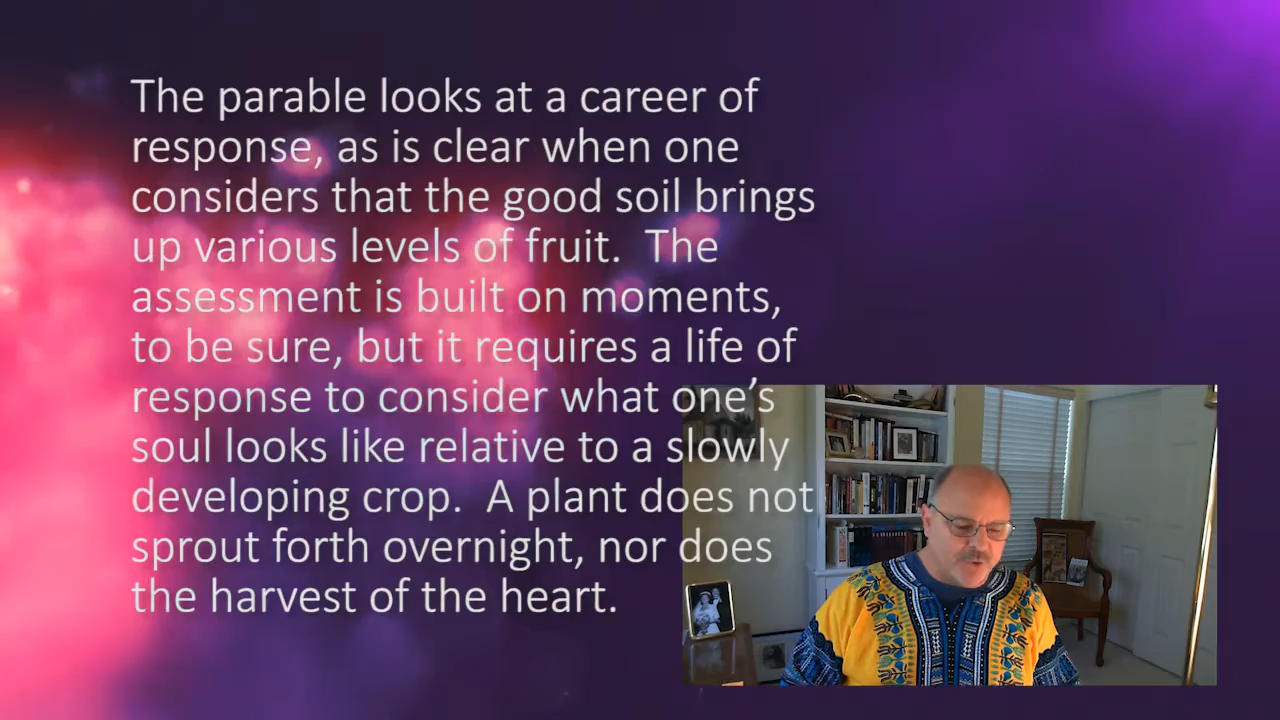 The parable looks at a career of
response, as is clear when one
considers that the good soil brings
up various levels of fruit.  The
assessment is built on moments,
to be sure, but it requires a life of
response to consider what one’s
soul looks like relative to a slowly
developing crop.  A plant does not
sprout forth overnight, nor does
the harvest of the heart.